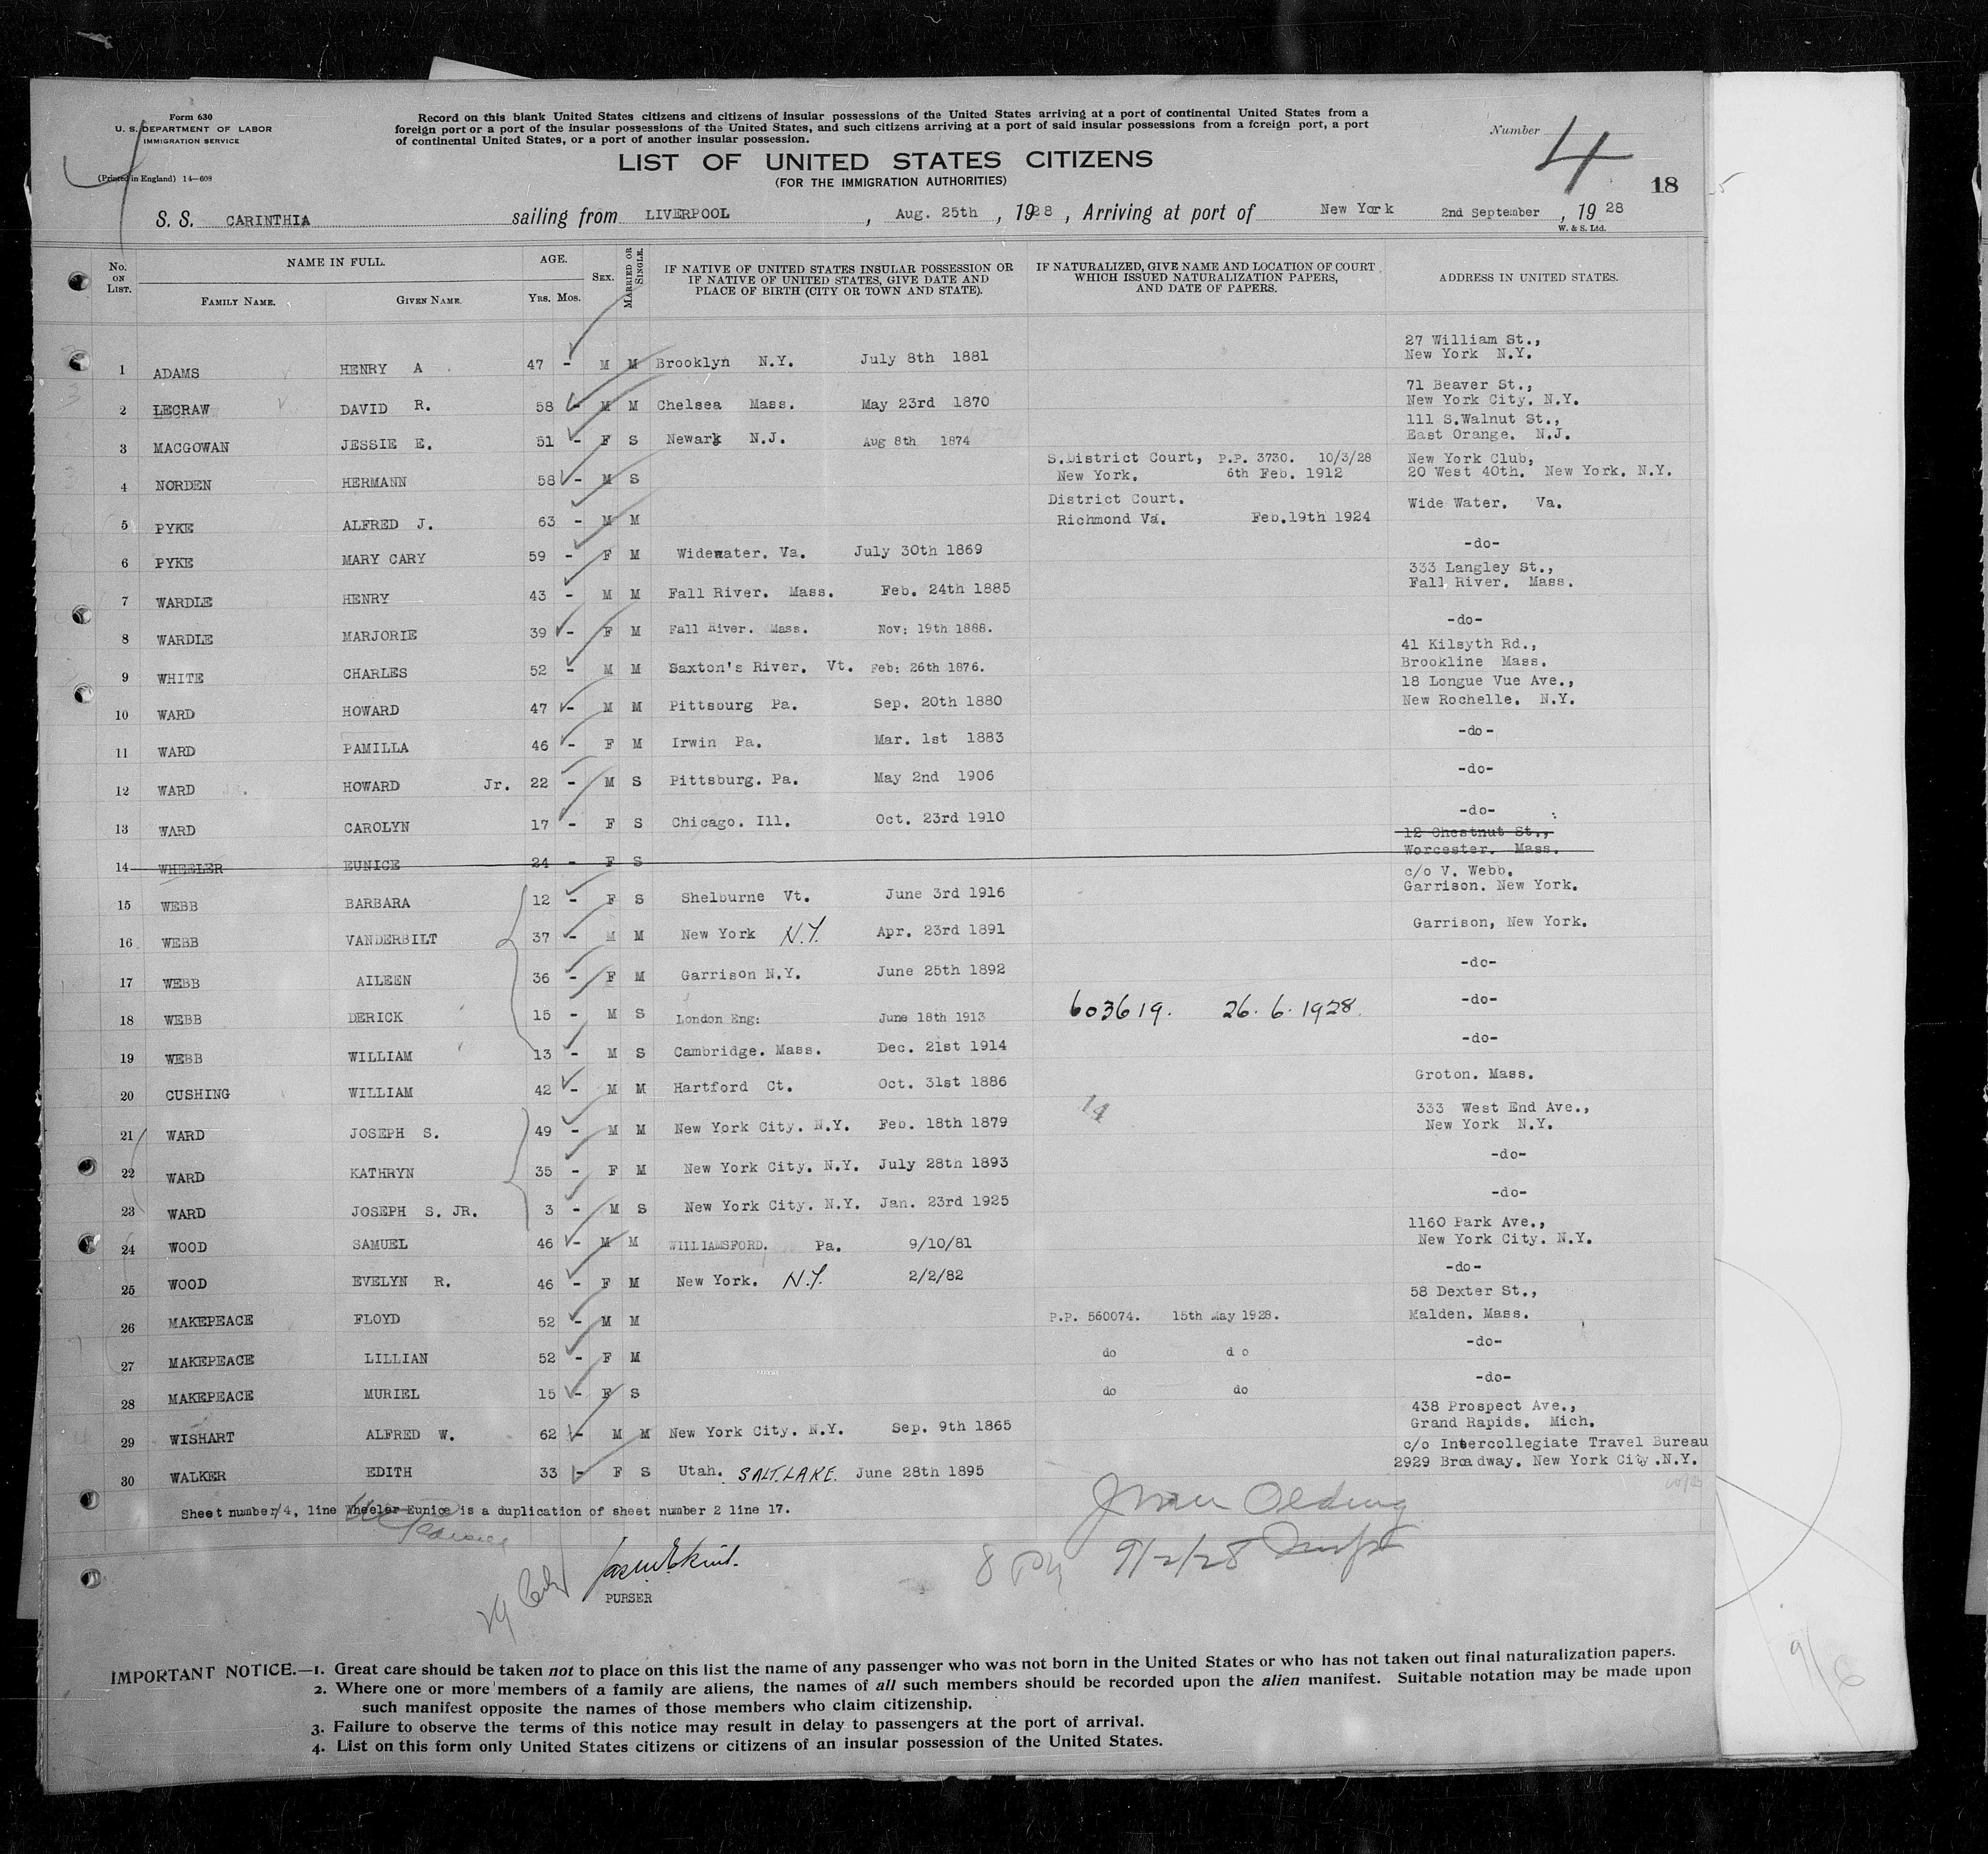 Form 630
U. S. DEPARTMENT OF LABOR
IMMIGRATION SERVICE
(Printed in England) 14—608
Record on this blank United States citizens and citizens of insular possessions of the United States arriving at a port of continental United States from a
foreign port or a port of the insular possessions of the United States, and such citizens arriving at a port of said insular possessions from a foreign port, a port
of continental United States, or a port of another insular possession.
Number 4
LIST OF UNITED STATES CITIZENS
(FOR THE IMMIGRATION AUTHORITIES)
18
S. S. CARINTHIA sailing from LIVERPOOL, Aug. 25th, 1928, Arriving at port of New York 2nd September, 1928
W. & S. Ltd.
No. ON LIST. NAME IN FULL. FAMILY NAME. GIVEN NAME. AGE. YRS. MOS. SEX. MARRIED OR SINGLE. IF NATIVE OF UNITED STATES INSULAR POSSESSION OR IF NATIVE OF UNITED STATES, GIVE DATE AND PLACE OF BIRTH (CITY OR TOWN AND STATE). IF NATURALIZED, GIVE NAME AND LOCATION OF COURT WHICH ISSUED NATURALIZATION PAPERS, AND DATE OF PAPERS. ADDRESS IN UNITED STATES.
1 ADAMS HENRY A 47 - M M Brooklyn N.Y. July 8th 1881 27 William St., New York N.Y.
2 LECRAW DAVID R. 58 - M M Chelsea Mass. May 23rd 1870 71 Beaver St., New York City. N.Y.
3 MACGOWAN JESSIE E. 51 - F S Newark N.J. Aug 8th 1874 111 S.Walnut St., East Orange. N.J.
4 NORDEN HERMANN 58 - M S S.District Court, P.P. 3730. 10/3/28 New York. 6th Feb. 1912 New York Club, 20 West 40th. New York. N.Y.
5 PYKE ALFRED J. 63 - M M District Court. Richmond Va. Feb.19th 1924 Wide Water. Va.
6 PYKE MARY CARY 59 - F M Widewater. Va. July 30th 1869 -do-
7 WARDLE HENRY 43 - M M Fall River. Mass. Feb. 24th 1885 333 Langley St., Fall River. Mass.
8 WARDLE MARJORIE 39 - F M Fall River. Mass. Nov: 19th 1888. -do-
9 WHITE CHARLES 52 - M M Saxton's River. Vt. Feb: 26th 1876. 41 Kilsyth Rd., Brookline Mass.
10 WARD HOWARD 47 - M M Pittsburg Pa. Sep. 20th 1880 18 Longue Vue Ave., New Rochelle. N.Y.
11 WARD PAMILLA 46 - F M Irwin Pa. Mar. 1st 1883 -do-
12 WARD HOWARD Jr. 22 - M S Pittsburg. Pa. May 2nd 1906 -do-
13 WARD CAROLYN 17 - F S Chicago. Ill. Oct. 23rd 1910 -do-
14 WHEELER EUNICE 24 - F S 12 Chestnut St., Worcester. Mass.
15 WEBB BARBARA 12 - F S Shelburne Vt. June 3rd 1916 c/o V. Webb. Garrison. New York.
16 WEBB VANDERBILT 37 - M M New York N.Y. Apr. 23rd 1891 Garrison, New York.
17 WEBB AILEEN 36 - F M Garrison N.Y. June 25th 1892 -do-
18 WEBB DERICK 15 - M S London Eng: June 18th 1913 603619. 26.6.1928. -do-
19 WEBB WILLIAM 13 - M S Cambridge. Mass. Dec. 21st 1914 -do-
20 CUSHING WILLIAM 42 - M M Hartford Ct. Oct. 31st 1886 Groton. Mass.
14
21 WARD JOSEPH S. 49 - M M New York City. N.Y. Feb. 18th 1879 333 West End Ave., New York N.Y.
22 WARD KATHRYN 35 - F M New York City. N.Y. July 28th 1893 -do-
23 WARD JOSEPH S. JR. 3 - M S New York City. N.Y. Jan. 23rd 1925 -do-
24 WOOD SAMUEL 46 - M M WILLIAMSFORD. Pa. 9/10/81 1160 Park Ave., New York City. N.Y.
25 WOOD EVELYN R. 46 - F M New York. N.Y. 2/2/82 -do-
26 MAKEPEACE FLOYD 52 - M M P.P. 560074. 15th May 1928. 58 Dexter St., Malden. Mass.
27 MAKEPEACE LILLIAN 52 - F M do do -do-
28 MAKEPEACE MURIEL 15 - F S do do -do-
29 WISHART ALFRED W. 62 - M M New York City. N.Y. Sep. 9th 1865 438 Prospect Ave., Grand Rapids. Mich.
30 WALKER EDITH 33 - F S Utah. SALT.LAKE. June 28th 1895 c/o Intercollegiate Travel Bureau 2929 Broadway. New York City.N.Y.
Sheet number 4, line Wheeler Eunice is a duplication of sheet number 2 line 17.
8 PM 9/2/28
PURSER
IMPORTANT NOTICE.—1. Great care should be taken not to place on this list the name of any passenger who was not born in the United States or who has not taken out final naturalization papers.
2. Where one or more members of a family are aliens, the names of all such members should be recorded upon the alien manifest. Suitable notation may be made upon
such manifest opposite the names of those members who claim citizenship.
3. Failure to observe the terms of this notice may result in delay to passengers at the port of arrival.
4. List on this form only United States citizens or citizens of an insular possession of the United States.